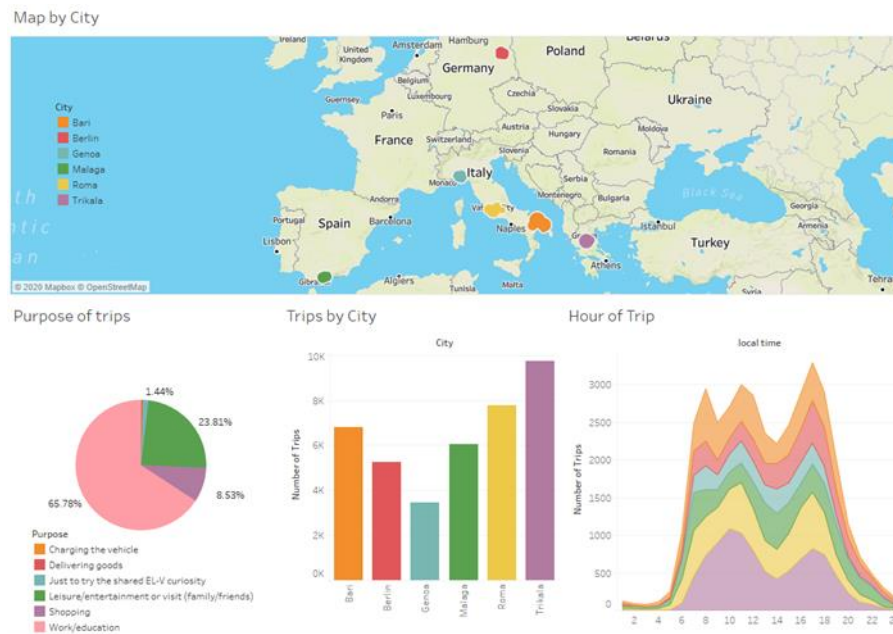 Map by City
Ireland
United Kingdom
Amsterdam
Hamburg
Poland
Belarus
Germany
Belgium
Luxembourg
Guernsey
Paris
Czechia
Slovakia
Ukraine
Moldova
Austria
Hungary
France
Switzerland
Slovenia
Romania
Italy
Serbia
Monaco
Andorra
Montenegro
Bulgaria
Black Sea
Georgia
Armenia
Portugal
Spain
Barcelona
Naples
Istanbul
Turkey
Lisbon
Athens
Gibra
Algiers
Tunisia
Malta
Syria
Tehra
City
Bari
Berlin
Genoa
Malaga
Roma
Trikala
© 2020 Mapbox © OpenStreetMap
Purpose of trips
1.44%
23.81%
8.53%
65.78%
Purpose
Charging the vehicle
Delivering goods
Just to try the shared EL-V curiosity
Leisure/entertainment or visit (family/friends)
Shopping
Work/education
Trips by City
City
Number of Trips
10K
8K
6K
4K
2K
0K
Bari
Berlin
Genoa
Malaga
Roma
Trikala
Hour of Trip
local time
Number of Trips
3000
2500
2000
1500
1000
500
0
2 4 6 8 10 12 14 16 18 20 22